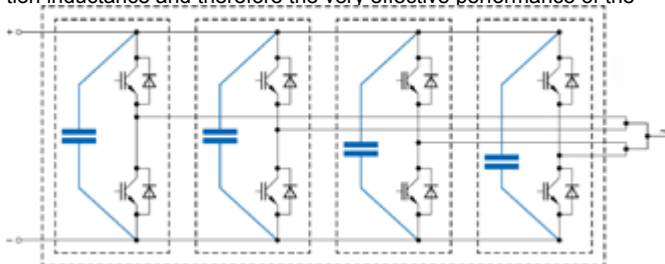 tion inductance and therefore the very effective performance of the
+
−